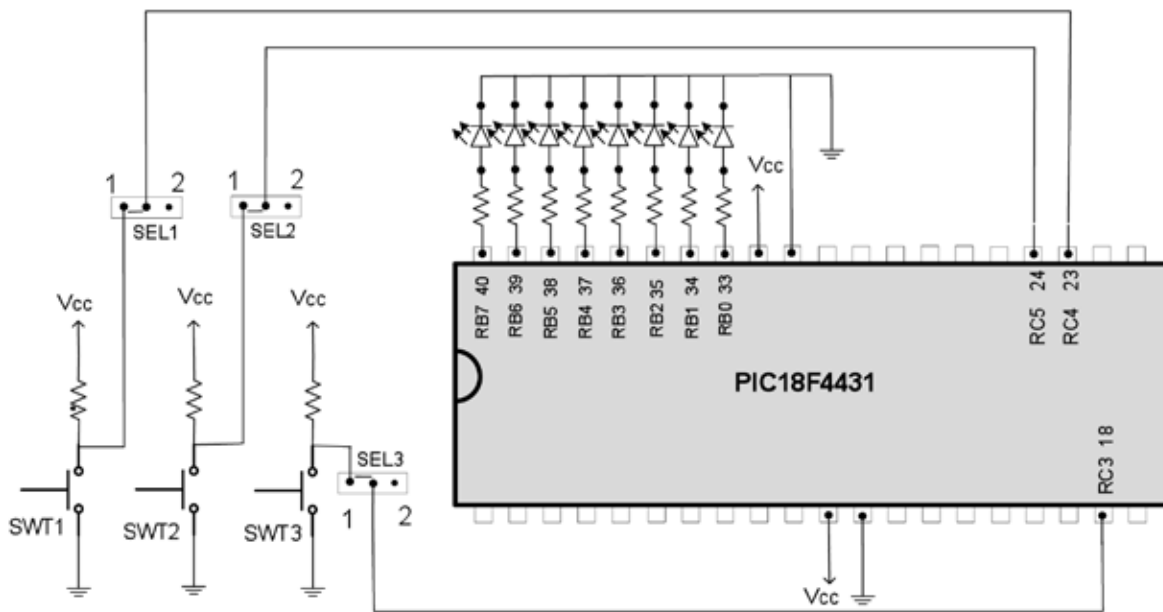 1 2
SEL1
1 2
SEL2
Vcc
Vcc
Vcc
Vcc
RB7 40
RB6 39
RB5 38
RB4 37
RB3 36
RB2 35
RB1 34
RB0 33
RC5 24
RC4 23
PIC18F4431
RC3 18
SEL3
1 2
SWT1
SWT2
SWT3
Vcc